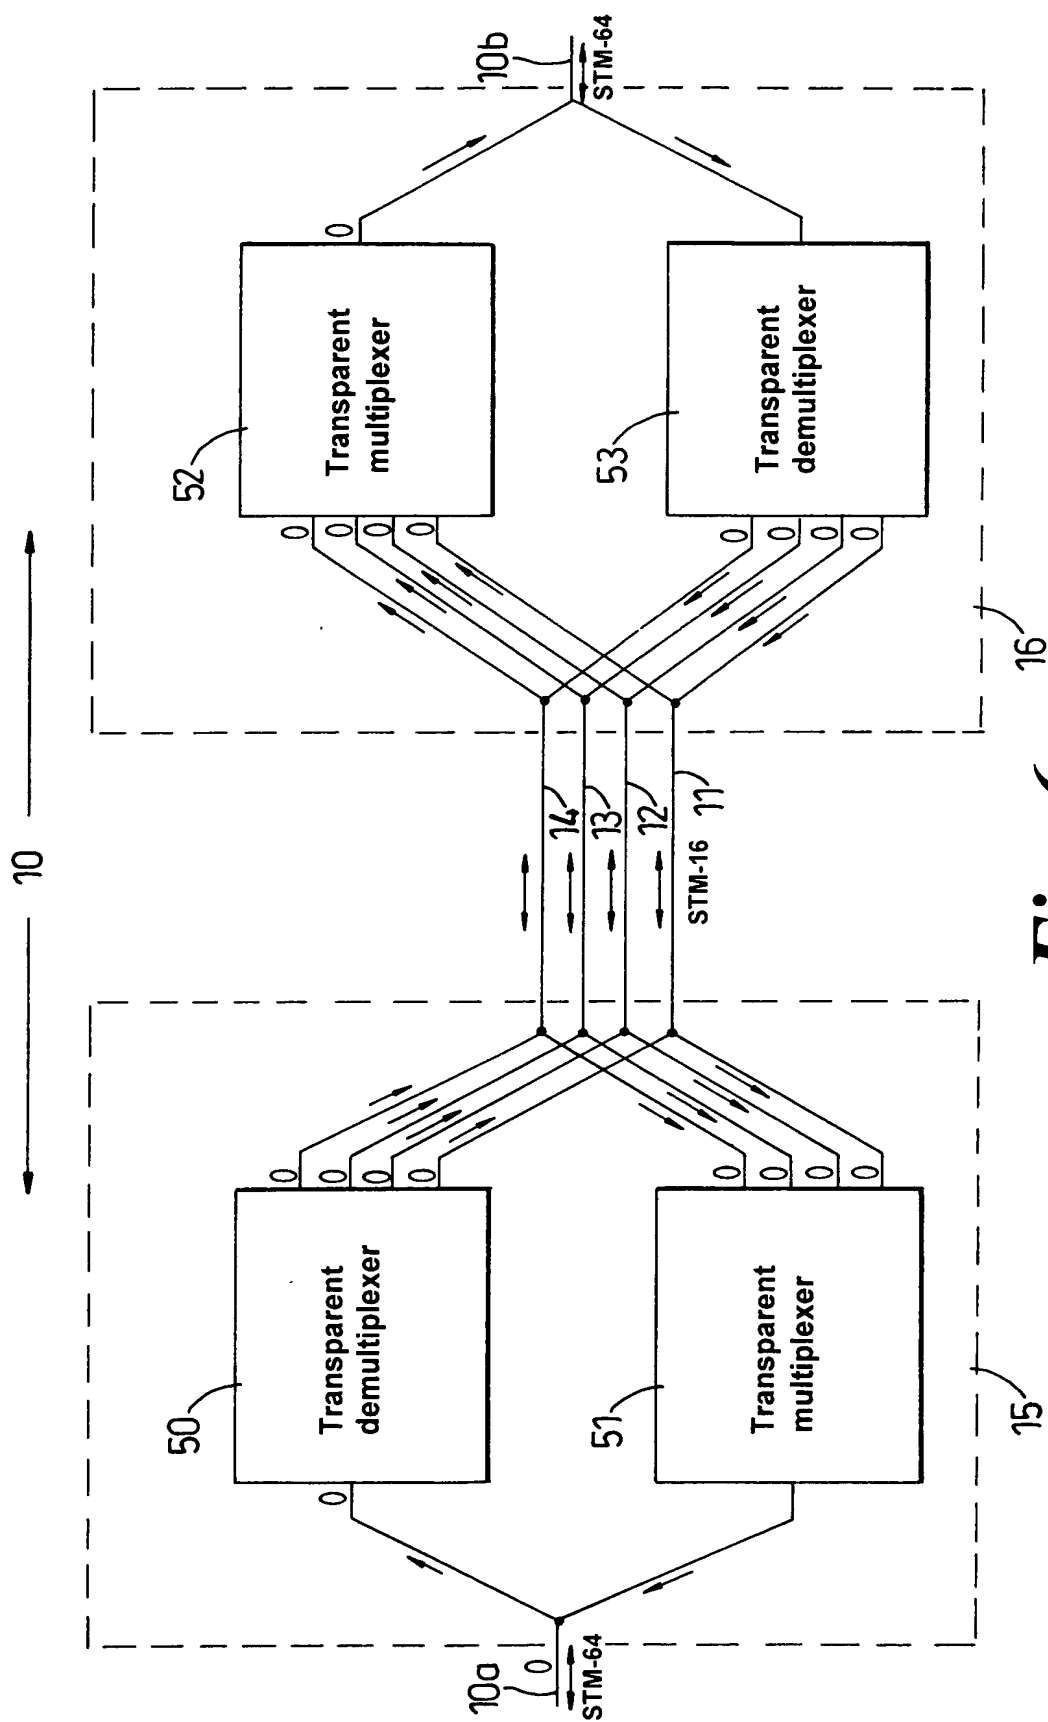 10
50
52
Transparent
demultiplexer
Transparent
multiplexer
10a
STM-64
10b
STM-64
14
13
12
11
STM-16
51
53
Transparent
multiplexer
Transparent
demultiplexer
15
16